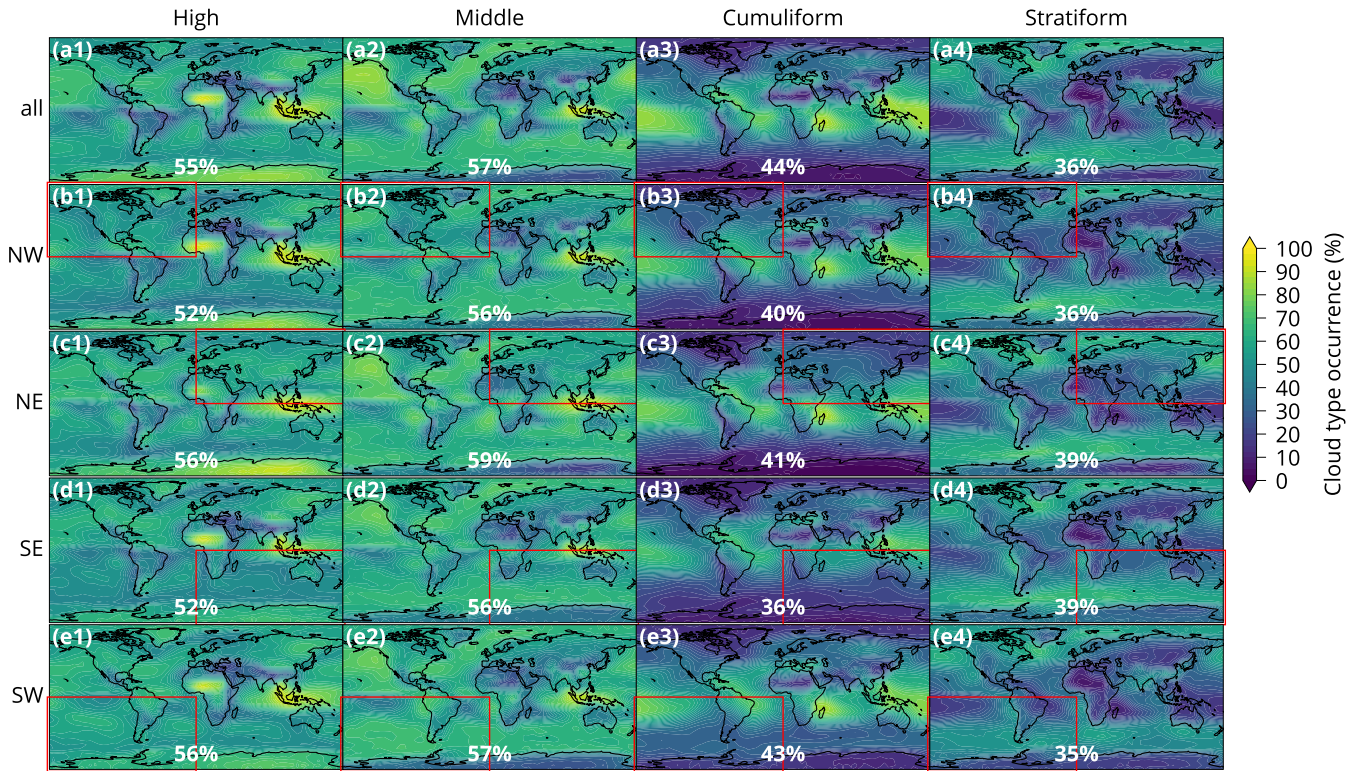 High Middle Cumuliform Stratiform
all (a1) (a2) (a3) (a4)
55% 57% 44% 36%
NW (b1) (b2) (b3) (b4)
52% 56% 40% 36%
NE (c1) (c2) (c3) (c4)
56% 59% 41% 39%
SE (d1) (d2) (d3) (d4)
52% 56% 36% 39%
SW (e1) (e2) (e3) (e4)
56% 57% 43% 35%
100
90
80
70
60
50
40
30
20
10
0
Cloud type occurrence (%)